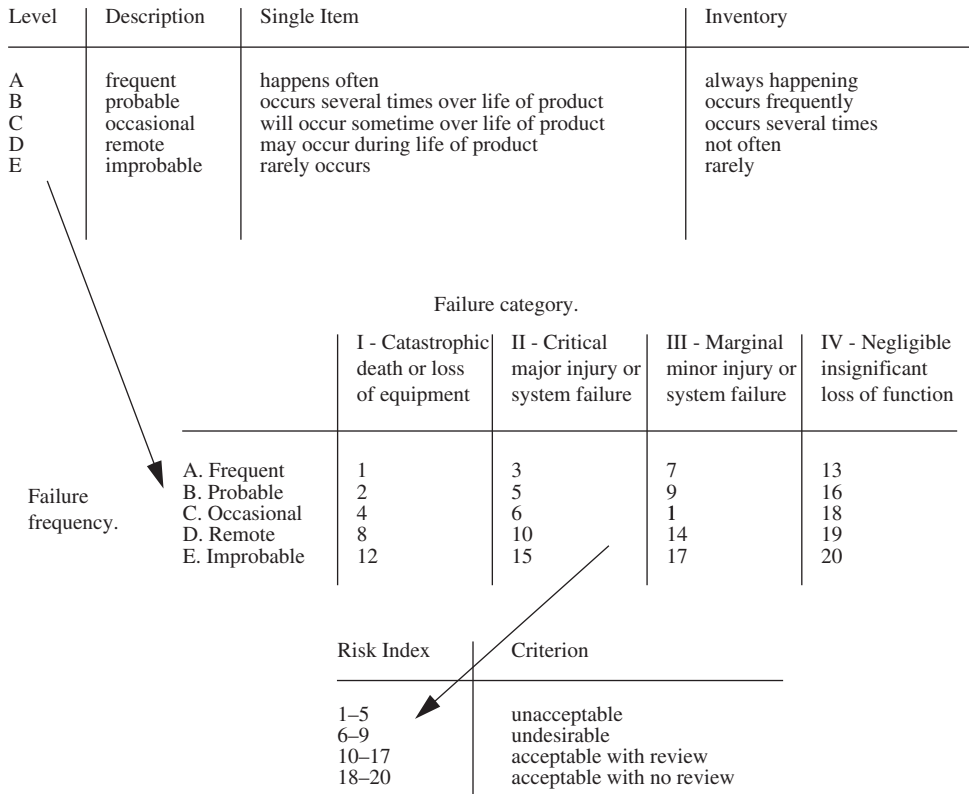 Level Description Single Item Inventory
A frequent happens often always happening
B probable occurs several times over life of product occurs frequently
C occasional will occur sometime over life of product occurs several times
D remote may occur during life of product not often
E improbable rarely occurs rarely
Failure category.
I - Catastrophic II - Critical III - Marginal IV - Negligible
death or loss major injury or minor injury or insignificant
of equipment system failure system failure loss of function
A. Frequent 1 3 7 13
B. Probable 2 5 9 16
C. Occasional 4 6 1 18
D. Remote 8 10 14 19
E. Improbable 12 15 17 20
Failure
frequency.
Risk Index Criterion
1–5 unacceptable
6–9 undesirable
10–17 acceptable with review
18–20 acceptable with no review